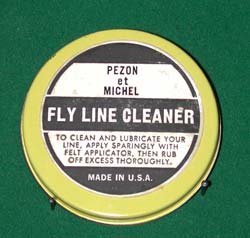 PEZON
et
MICHEL
FLY LINE CLEANER
TO CLEAN AND LUBRICATE YOUR
LINE, APPLY SPARINGLY WITH
FELT APPLICATOR, THEN RUB
OFF EXCESS THOROUGHLY.
MADE IN U.S.A.